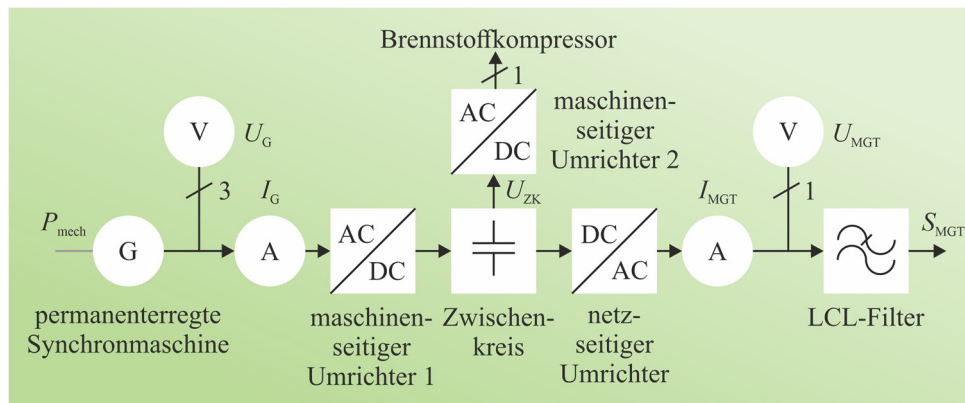 Brennstoffkompressor
1
V
U_G
AC
DC
maschinen-
seitiger
Umrichter 2
V
U_MGT
3
I_G
U_ZK
I_MGT
1
P_mech
G
A
AC
DC
DC
AC
A
S_MGT
permanenterregte
Synchronmaschine
maschinen-
seitiger
Umrichter 1
Zwischen-
kreis
netz-
seitiger
Umrichter
LCL-Filter